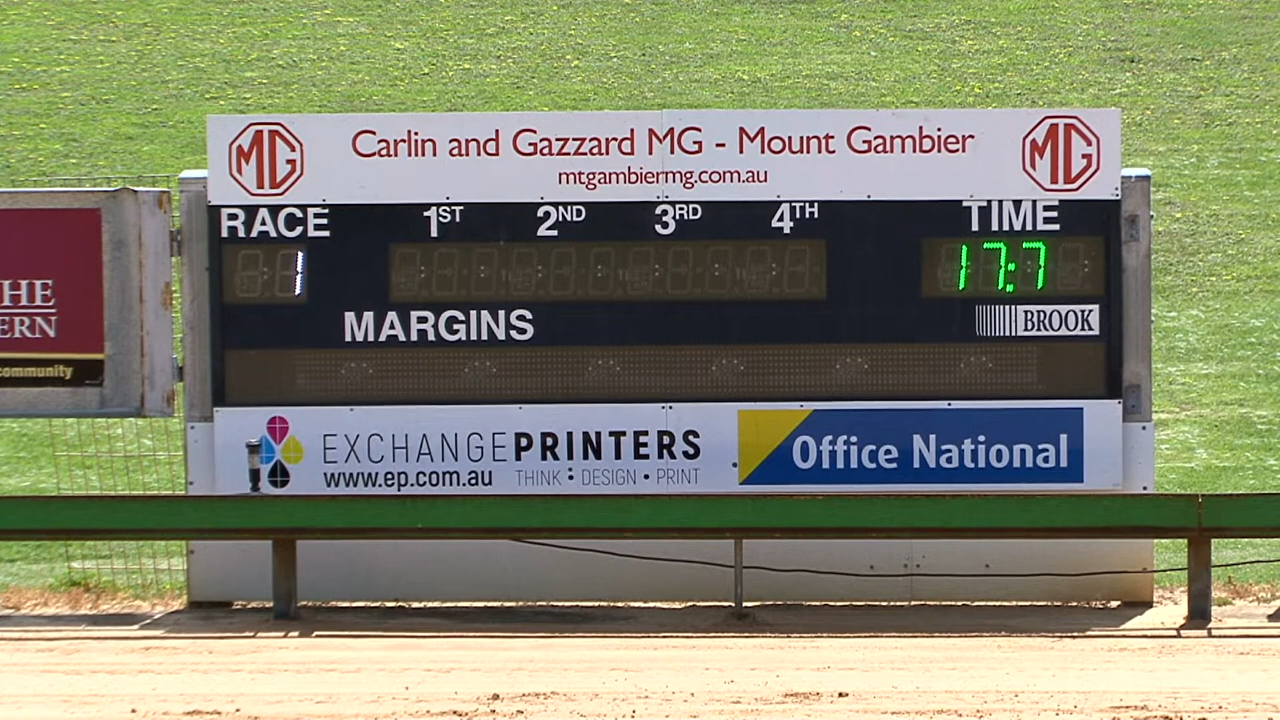 MG Carlin and Gazzard MG - Mount Gambier MG
mtgambiermg.com.au
RACE 1ST 2ND 3RD 4TH TIME
1 17:7
MARGINS BROOK
HE
ERN
community
EXCHANGEPRINTERS
www.ep.com.au THINK : DESIGN • PRINT
Office National